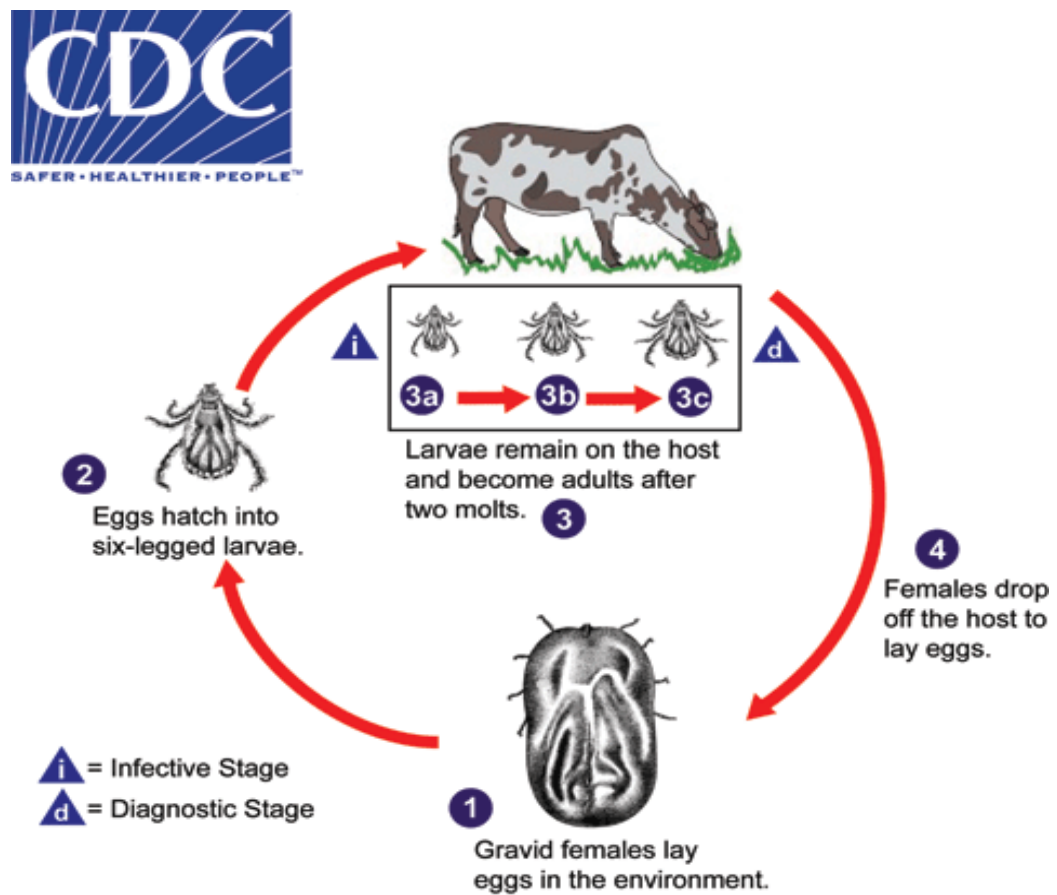 CDC
SAFER·HEALTHIER·PEOPLE™
i
d
3a
3b
3c
Larvae remain on the host
and become adults after
two molts.
3
2
Eggs hatch into
six-legged larvae.
4
Females drop
off the host to
lay eggs.
i = Infective Stage
d = Diagnostic Stage
1
Gravid females lay
eggs in the environment.